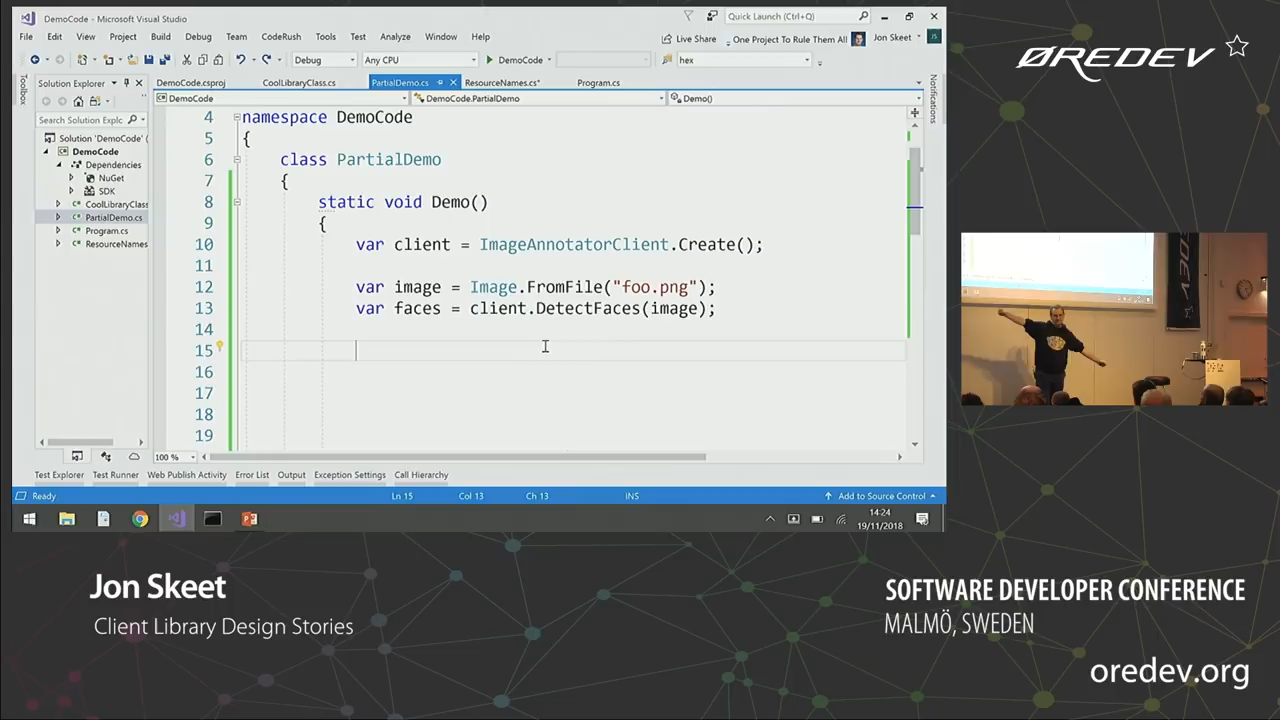 DemoCode - Microsoft Visual Studio
Quick Launch (Ctrl+Q)
File Edit View Project Build Debug Team CodeRush Tools Test Analyze Window Help
Live Share One Project To Rule Them All Jon Skeet JS
Debug Any CPU DemoCode hex
Toolbox
Solution Explorer
Search Solution Explc
Solution 'DemoCode' (
DemoCode
Dependencies
NuGet
SDK
CoolLibraryClass
PartialDemo.cs
Program.cs
ResourceNames
DemoCode.csproj CoolLibraryClass.cs PartialDemo.cs ResourceNames.cs* Program.cs
DemoCode DemoCode.PartialDemo Demo()
Notifications
4 namespace DemoCode
5 {
6 class PartialDemo
7 {
8 static void Demo()
9 {
10 var client = ImageAnnotatorClient.Create();
11
12 var image = Image.FromFile("foo.png");
13 var faces = client.DetectFaces(image);
14
15
16
17
18
19
100 %
Test Explorer Test Runner Web Publish Activity Error List Output Exception Settings Call Hierarchy
Ready Ln 15 Col 13 Ch 13 INS Add to Source Control
14:24
19/11/2018
ØREDEV
Jon Skeet
Client Library Design Stories
SOFTWARE DEVELOPER CONFERENCE
MALMÖ, SWEDEN
oredev.org